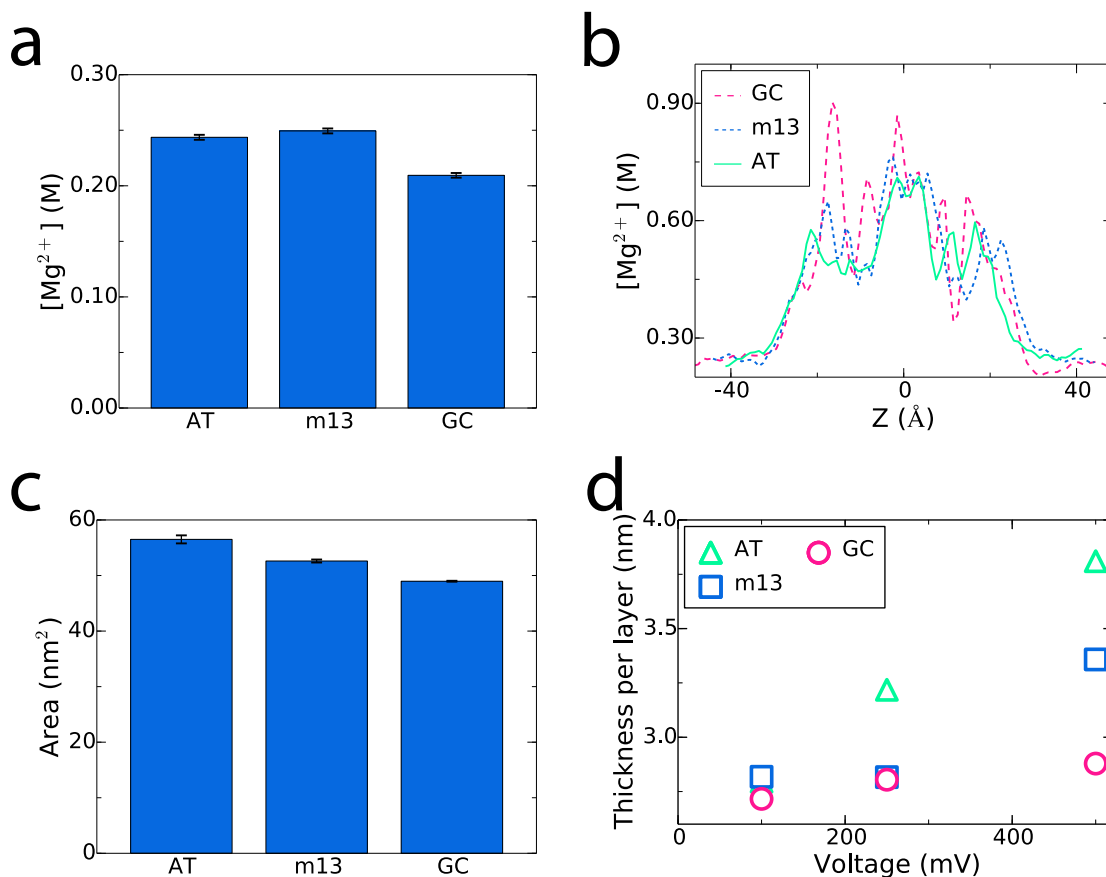 a
[Mg2+] (M)
0.30
0.20
0.10
0.00
AT m13 GC
b
[Mg2+] (M)
0.90
0.60
0.30
GC
m13
AT
-40 0 40
Z (Å)
c
Area (nm2)
60
40
20
0
AT m13 GC
d
Thickness per layer (nm)
4.0
3.5
3.0
AT GC
m13
0 200 400
Voltage (mV)